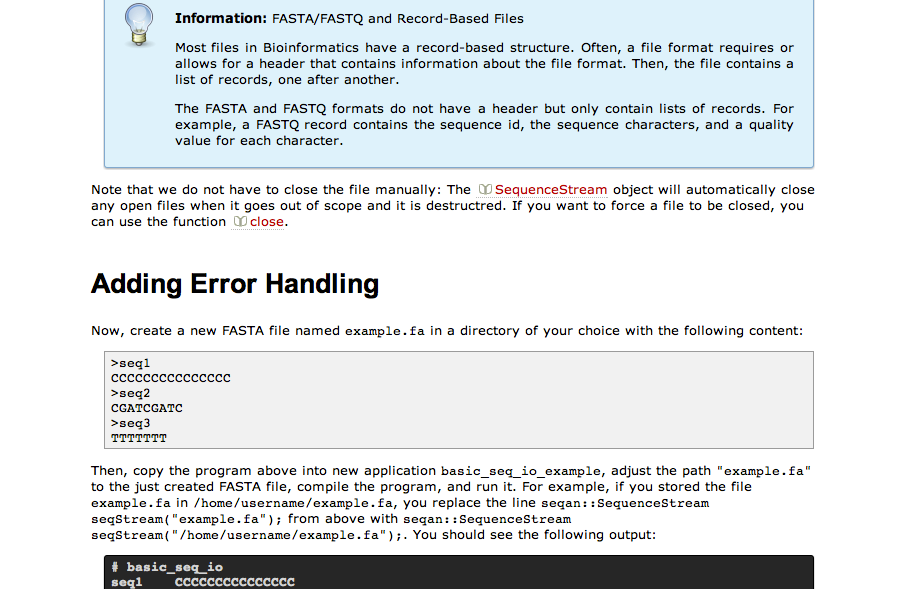 Information: FASTA/FASTQ and Record-Based Files
Most files in Bioinformatics have a record-based structure. Often, a file format requires or
allows for a header that contains information about the file format. Then, the file contains a
list of records, one after another.
The FASTA and FASTQ formats do not have a header but only contain lists of records. For
example, a FASTQ record contains the sequence id, the sequence characters, and a quality
value for each character.
Note that we do not have to close the file manually: The SequenceStream object will automatically close
any open files when it goes out of scope and it is destructred. If you want to force a file to be closed, you
can use the function close.
Adding Error Handling
Now, create a new FASTA file named example.fa in a directory of your choice with the following content:
>seq1
CCCCCCCCCCCCCCC
>seq2
CGATCGATC
>seq3
TTTTTTT
Then, copy the program above into new application basic_seq_io_example, adjust the path "example.fa"
to the just created FASTA file, compile the program, and run it. For example, if you stored the file
example.fa in /home/username/example.fa, you replace the line seqan::SequenceStream
seqStream("example.fa"); from above with seqan::SequenceStream
seqStream("/home/username/example.fa");. You should see the following output:
# basic_seq_io
seq1 CCCCCCCCCCCCCCC